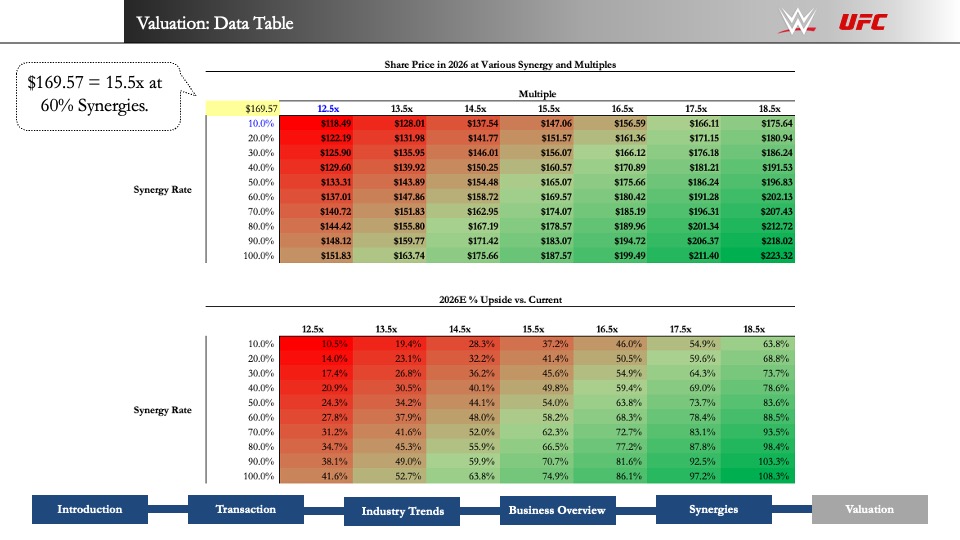 Valuation: Data Table
W
UFC
$169.57 = 15.5x at
60% Synergies.
Share Price in 2026 at Various Synergy and Multiples
Multiple
$169.57 12.5x 13.5x 14.5x 15.5x 16.5x 17.5x 18.5x
10.0% $118.49 $128.01 $137.54 $147.06 $156.59 $166.11 $175.64
20.0% $122.19 $131.98 $141.77 $151.57 $161.36 $171.15 $180.94
30.0% $125.90 $135.95 $146.01 $156.07 $166.12 $176.18 $186.24
40.0% $129.60 $139.92 $150.25 $160.57 $170.89 $181.21 $191.53
50.0% $133.31 $143.89 $154.48 $165.07 $175.66 $186.24 $196.83
Synergy Rate
60.0% $137.01 $147.86 $158.72 $169.57 $180.42 $191.28 $202.13
70.0% $140.72 $151.83 $162.95 $174.07 $185.19 $196.31 $207.43
80.0% $144.42 $155.80 $167.19 $178.57 $189.96 $201.34 $212.72
90.0% $148.12 $159.77 $171.42 $183.07 $194.72 $206.37 $218.02
100.0% $151.83 $163.74 $175.66 $187.57 $199.49 $211.40 $223.32
2026E % Upside vs. Current
12.5x 13.5x 14.5x 15.5x 16.5x 17.5x 18.5x
10.0% 10.5% 19.4% 28.3% 37.2% 46.0% 54.9% 63.8%
20.0% 14.0% 23.1% 32.2% 41.4% 50.5% 59.6% 68.8%
30.0% 17.4% 26.8% 36.2% 45.6% 54.9% 64.3% 73.7%
40.0% 20.9% 30.5% 40.1% 49.8% 59.4% 69.0% 78.6%
50.0% 24.3% 34.2% 44.1% 54.0% 63.8% 73.7% 83.6%
Synergy Rate
60.0% 27.8% 37.9% 48.0% 58.2% 68.3% 78.4% 88.5%
70.0% 31.2% 41.6% 52.0% 62.3% 72.7% 83.1% 93.5%
80.0% 34.7% 45.3% 55.9% 66.5% 77.2% 87.8% 98.4%
90.0% 38.1% 49.0% 59.9% 70.7% 81.6% 92.5% 103.3%
100.0% 41.6% 52.7% 63.8% 74.9% 86.1% 97.2% 108.3%
Introduction
Transaction
Industry Trends
Business Overview
Synergies
Valuation